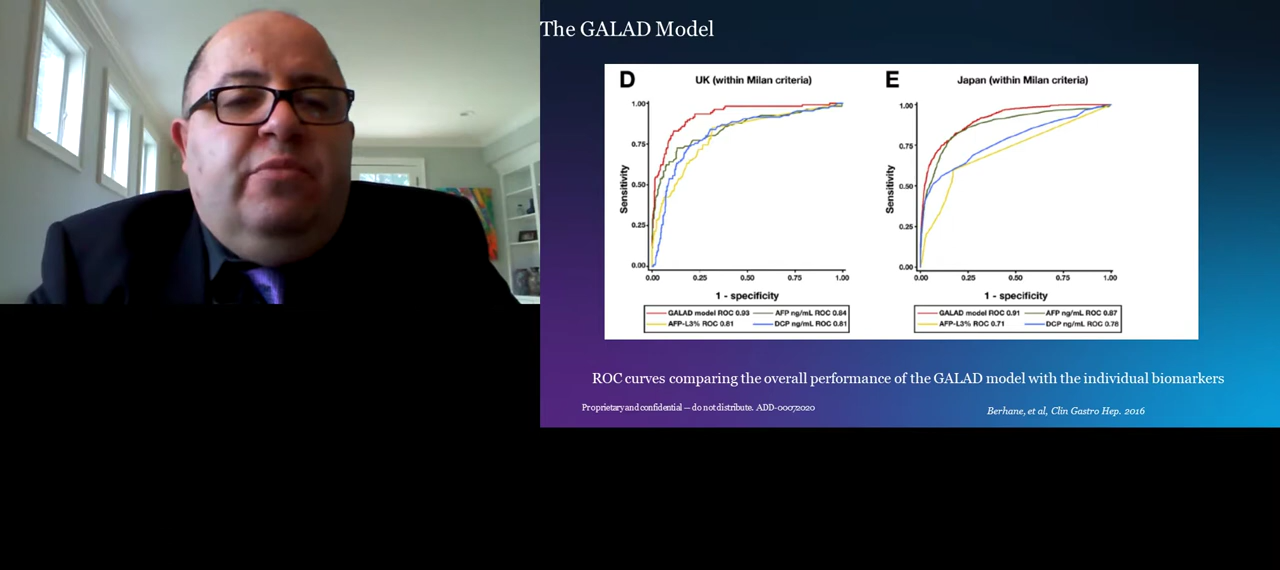 The GALAD Model
D
UK (within Milan criteria)
1.00
0.75
0.50
0.25
0.00
Sensitivity
0.00 0.25 0.50 0.75 1.00
1 - specificity
GALAD model ROC 0.93 AFP ng/mL ROC 0.84
AFP-L3% ROC 0.81 DCP ng/mL ROC 0.81
E
Japan (within Milan criteria)
1.00
0.75
0.50
0.25
0.00
Sensitivity
0.00 0.25 0.50 0.75 1.00
1 - specificity
GALAD model ROC 0.91 AFP ng/mL ROC 0.87
AFP-L3% ROC 0.71 DCP ng/mL ROC 0.78
ROC curves comparing the overall performance of the GALAD model with the individual biomarkers
Proprietary and confidential — do not distribute. ADD-00072020
Berhane, et al, Clin Gastro Hep. 2016